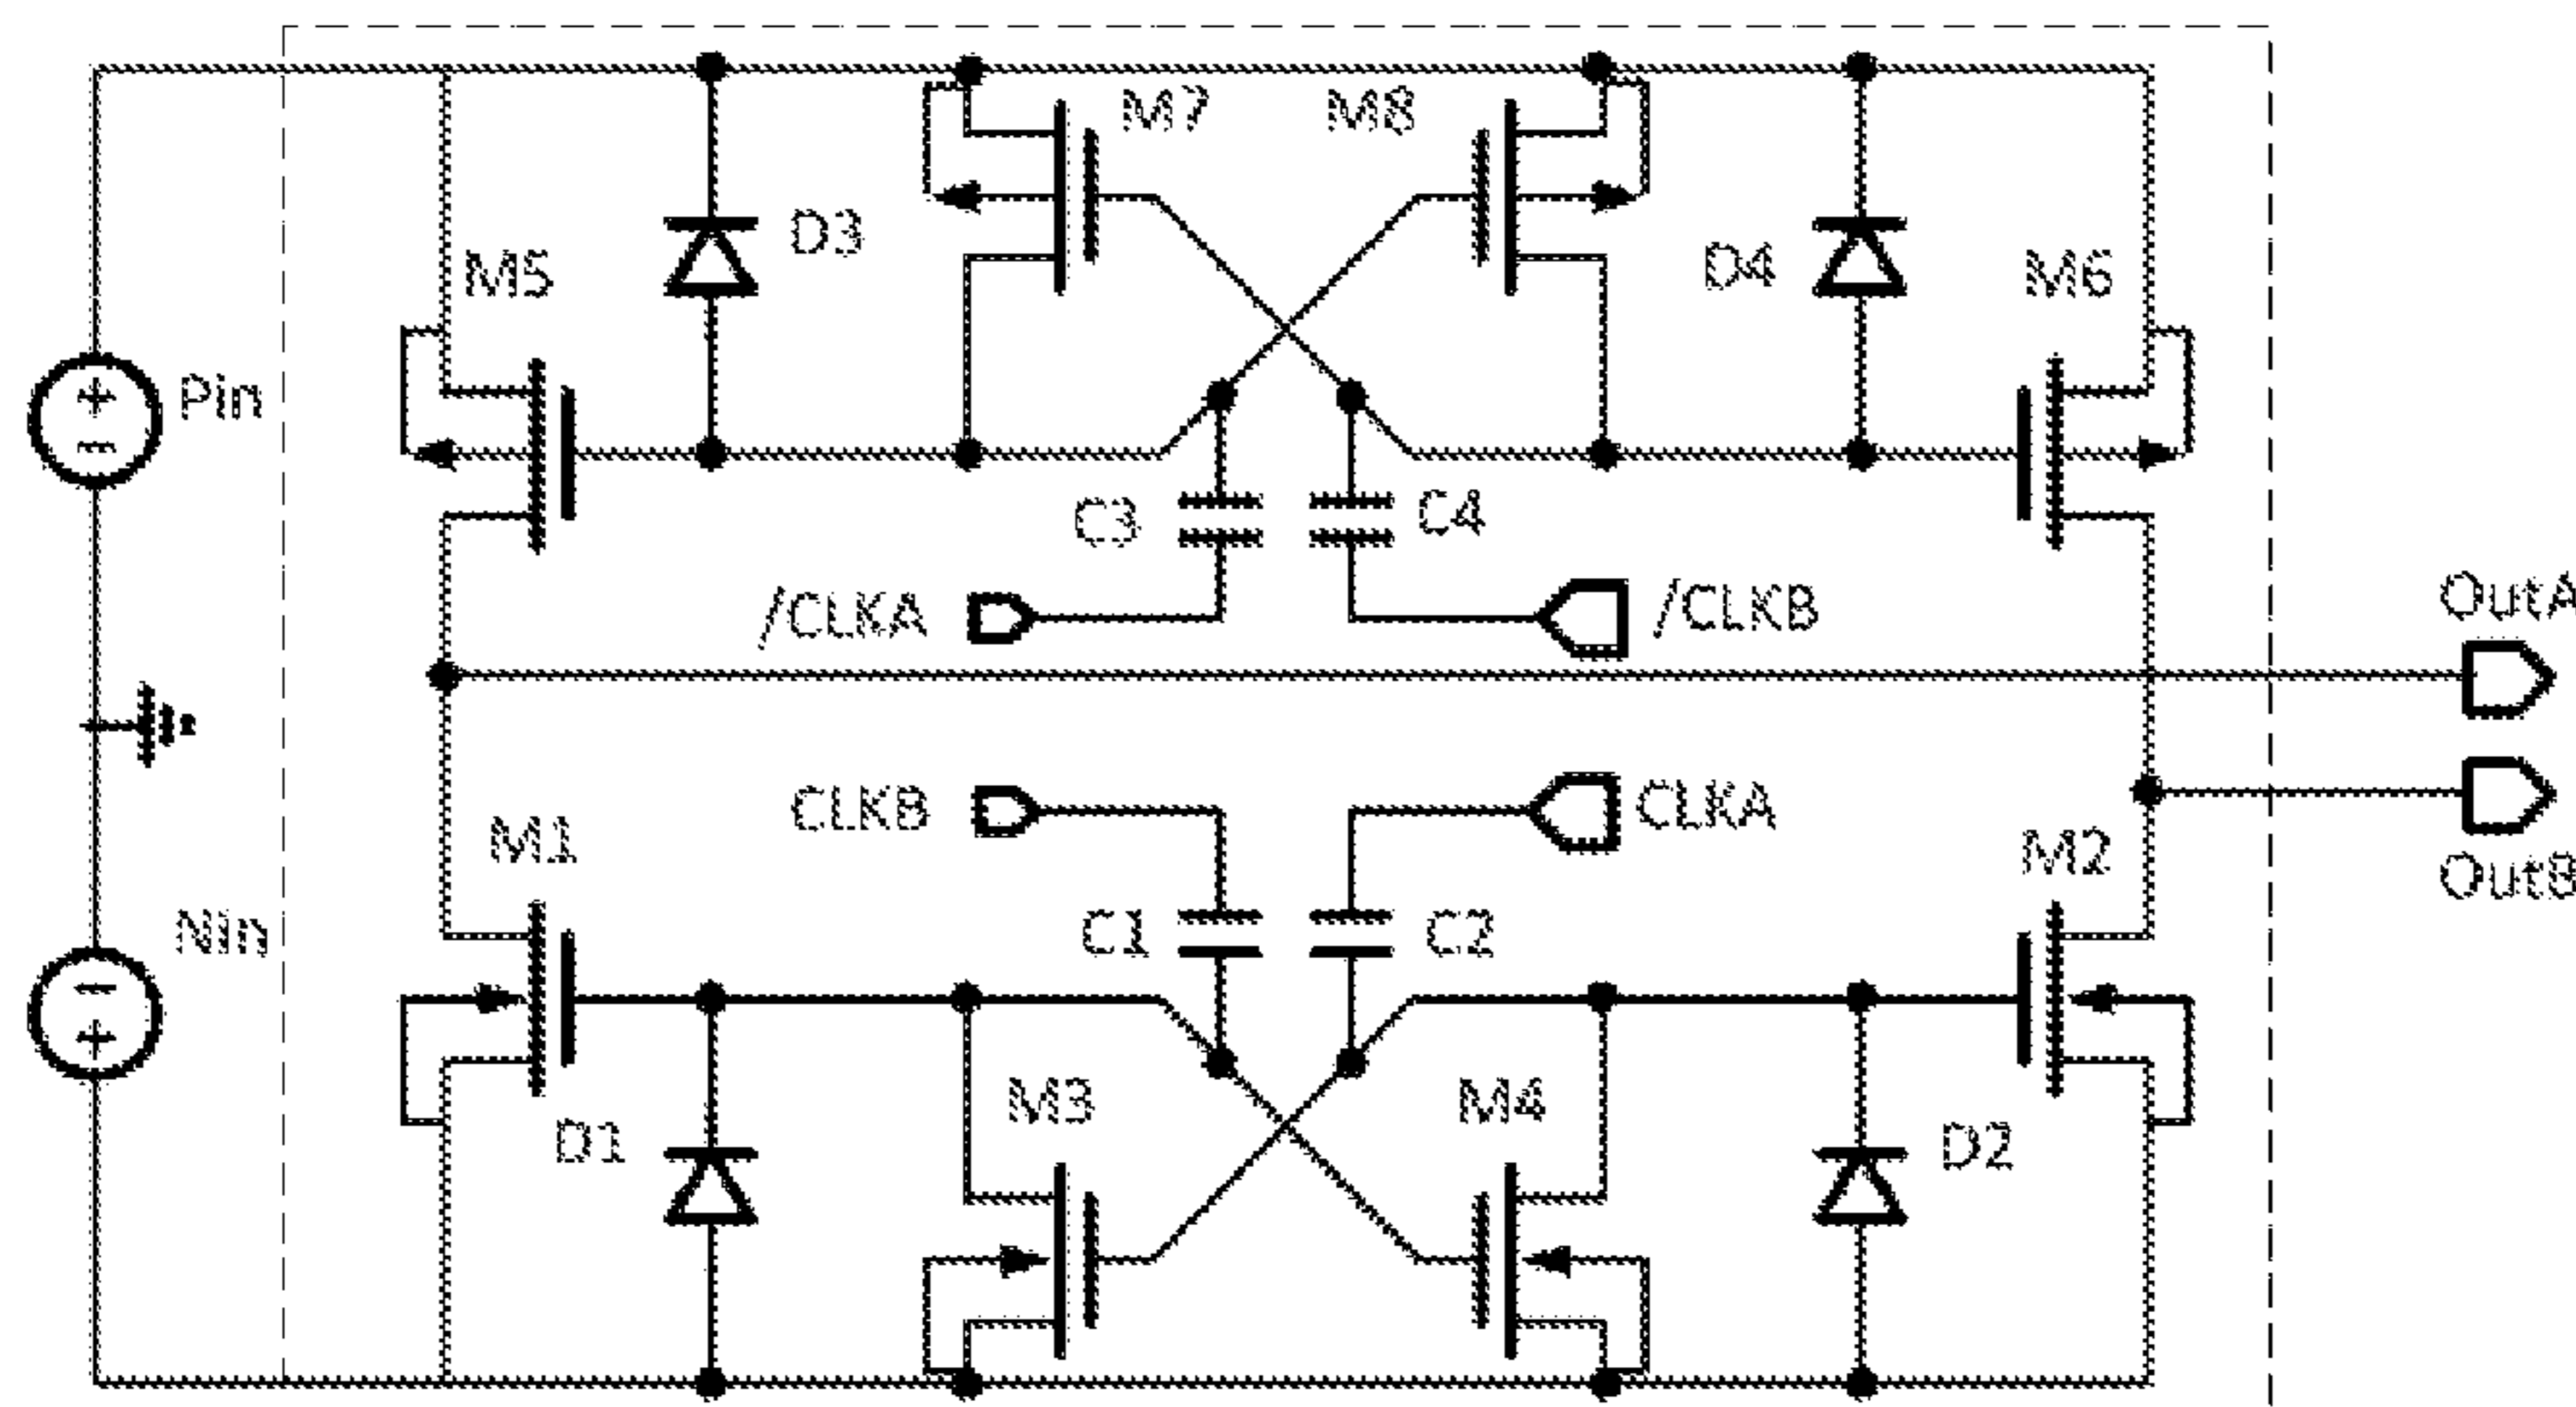 M7
M8
D3
D4
M5
M6
Pin
C3
C4
/CLKA
/CLKB
OutA
CLKB
CLKA
OutB
M1
M2
Nin
C1
C2
M3
M4
D1
D2